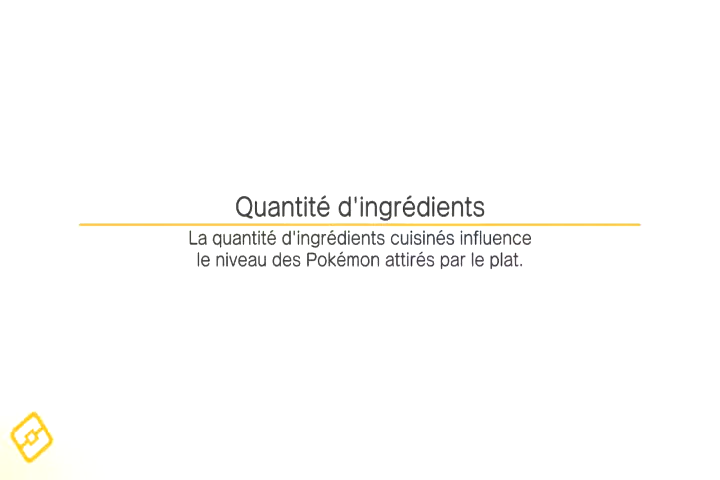 Quantité d'ingrédients
La quantité d'ingrédients cuisinés influence
le niveau des Pokémon attirés par le plat.